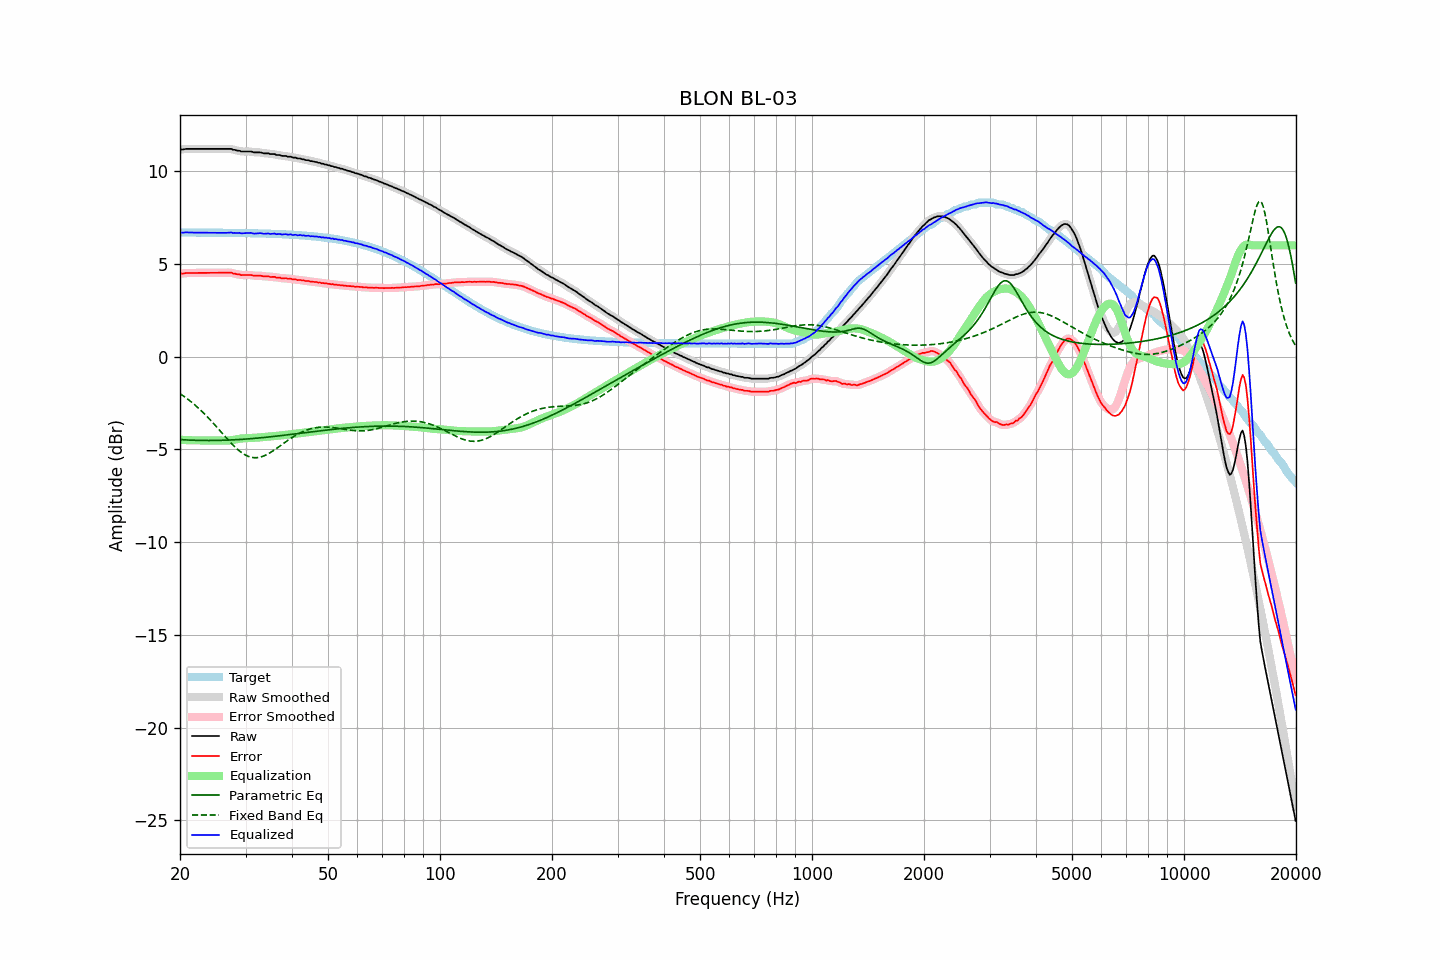 BLON BL-03
10
5
0
−5
−10
−15
−20
−25
Amplitude (dBr)
Target
Raw Smoothed
Error Smoothed
Raw
Error
Equalization
Parametric Eq
Fixed Band Eq
Equalized
20 50 100 200 500 1000 2000 5000 10000 20000
Frequency (Hz)